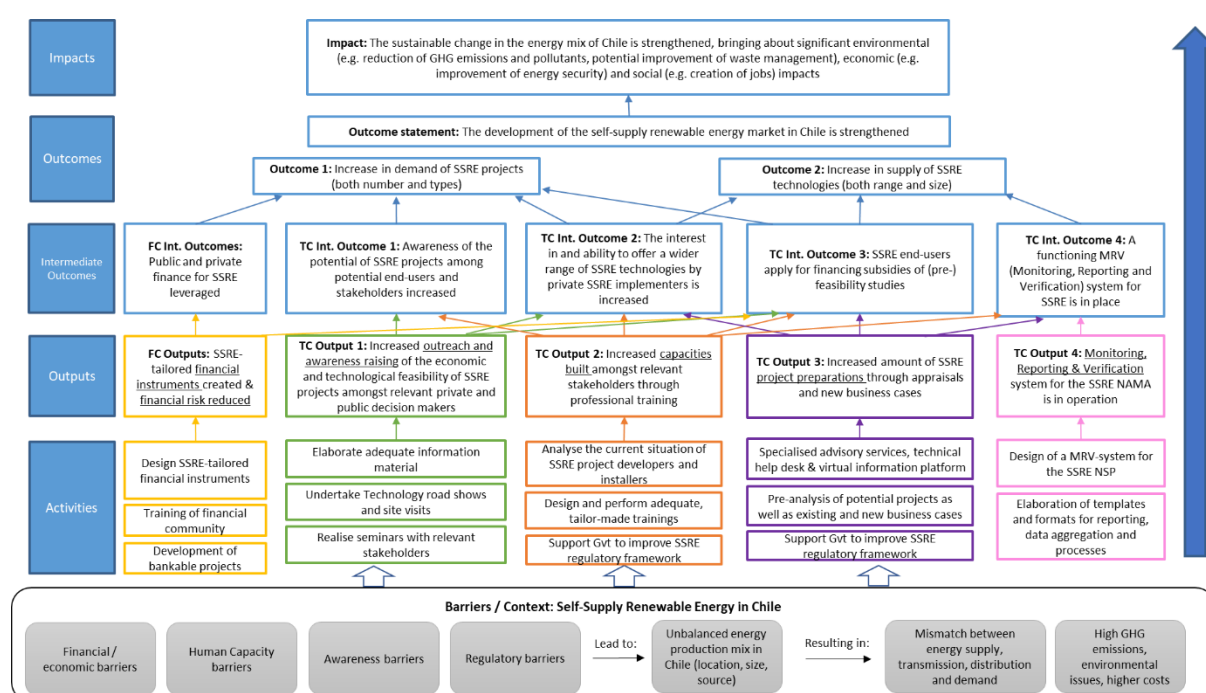 Impacts
Impact: The sustainable change in the energy mix of Chile is strengthened, bringing about significant environmental
(e.g. reduction of GHG emissions and pollutants, potential improvement of waste management), economic (e.g.
improvement of energy security) and social (e.g. creation of jobs) impacts
Outcomes
Outcome statement: The development of the self-supply renewable energy market in Chile is strengthened
Outcome 1: Increase in demand of SSRE projects
(both number and types)
Outcome 2: Increase in supply of SSRE
technologies (both range and size)
Intermediate
Outcomes
FC Int. Outcomes:
Public and private
finance for SSRE
leveraged
TC Int. Outcome 1: Awareness of the
potential of SSRE projects among
potential end-users and
stakeholders increased
TC Int. Outcome 2: The interest
in and ability to offer a wider
range of SSRE technologies by
private SSRE implementers is
increased
TC Int. Outcome 3: SSRE end-users
apply for financing subsidies of (pre-)
feasibility studies
TC Int. Outcome 4: A
functioning MRV
(Monitoring, Reporting and
Verification) system for
SSRE is in place
Outputs
FC Outputs: SSRE-
tailored financial
instruments created &
financial risk reduced
TC Output 1: Increased outreach and
awareness raising of the economic
and technological feasibility of SSRE
projects amongst relevant private and
public decision makers
TC Output 2: Increased capacities
built amongst relevant
stakeholders through
professional training
TC Output 3: Increased amount of SSRE
project preparations through appraisals
and new business cases
TC Output 4: Monitoring,
Reporting & Verification
system for the SSRE NAMA
is in operation
Activities
Design SSRE-tailored
financial instruments
Training of financial
community
Development of
bankable projects
Elaborate adequate information
material
Undertake Technology road shows
and site visits
Realise seminars with relevant
stakeholders
Analyse the current situation of
SSRE project developers and
installers
Design and perform adequate,
tailor-made trainings
Support Gvt to improve SSRE
regulatory framework
Specialised advisory services, technical
help desk & virtual information platform
Pre-analysis of potential projects as
well as existing and new business cases
Support Gvt to improve SSRE
regulatory framework
Design of a MRV-system for
the SSRE NSP
Elaboration of templates
and formats for reporting,
data aggregation and
processes
Barriers / Context: Self-Supply Renewable Energy in Chile
Financial /
economic barriers
Human Capacity
barriers
Awareness barriers
Regulatory barriers
Lead to:
Unbalanced energy
production mix in
Chile (location, size,
source)
Resulting in:
Mismatch between
energy supply,
transmission, distribution
and demand
High GHG
emissions,
environmental
issues, higher costs